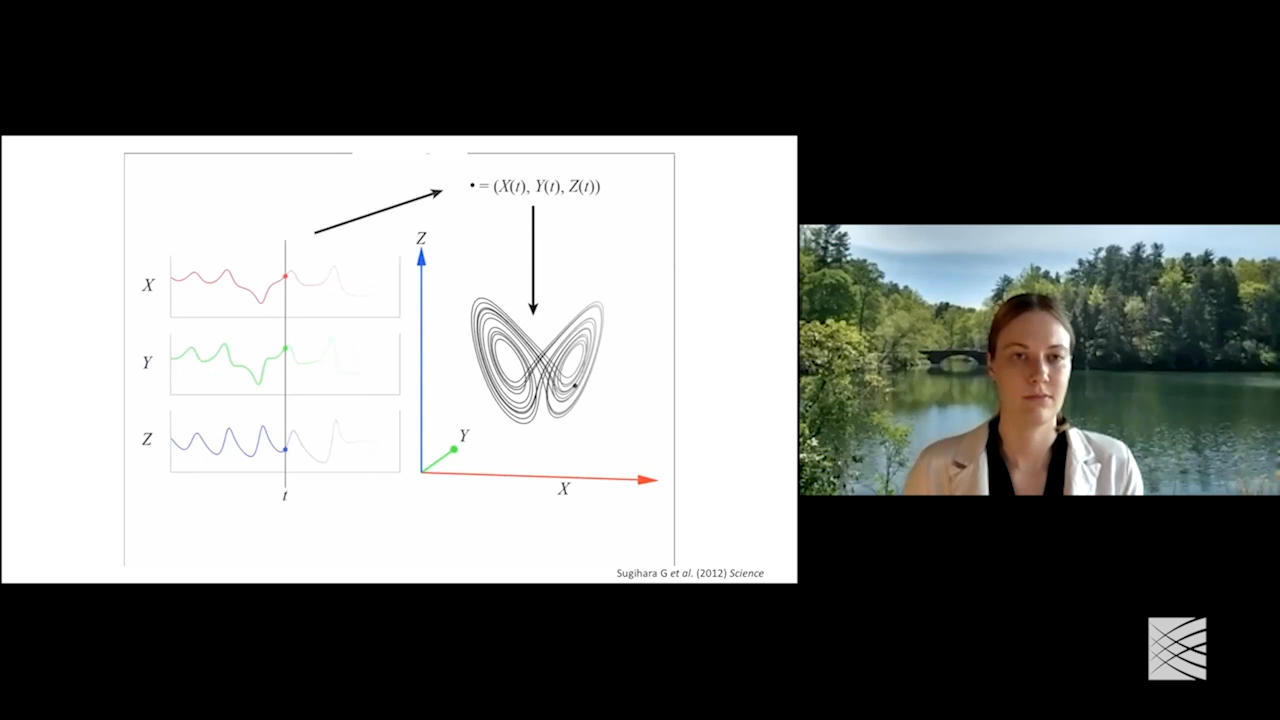 • = (X(t), Y(t), Z(t))
Z
X
Y
Y
Z
X
t
Sugihara G et al. (2012) Science